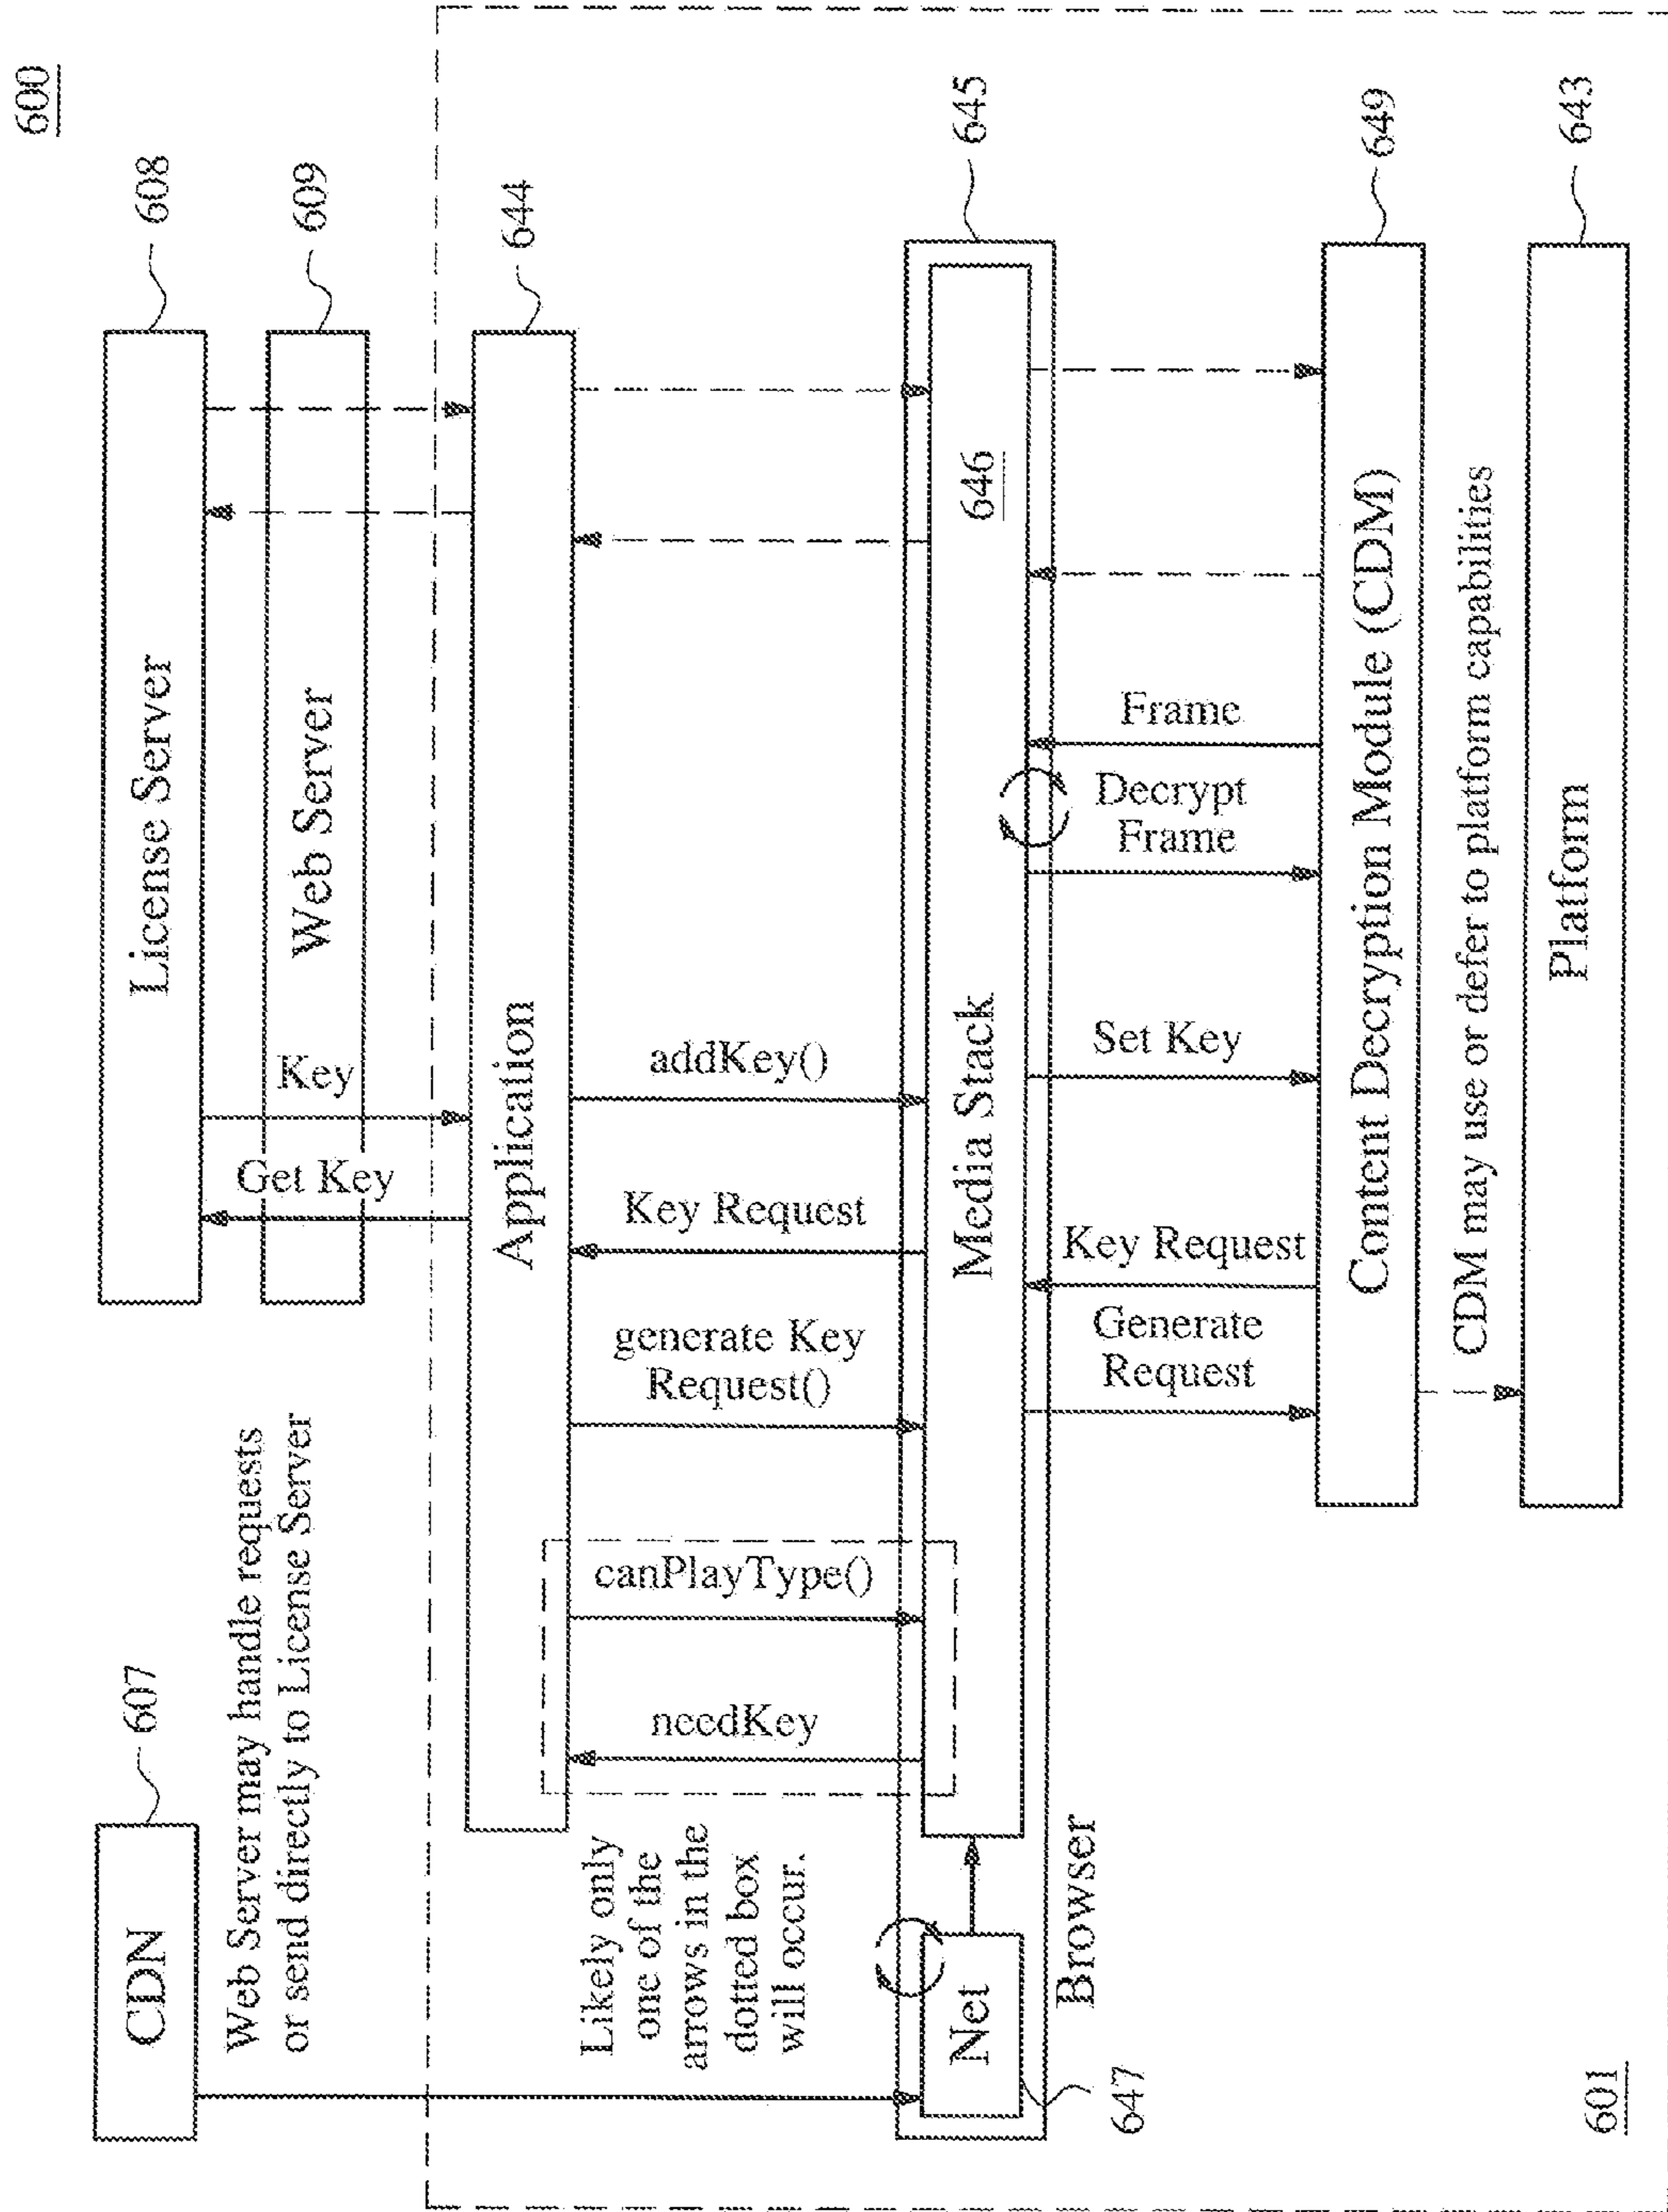 600
CDN
607
Web Server may handle requests
or send directly to License Server
License Server
608
Web Server
609
Get Key
Key
Application
644
Likely only
one of the
arrows in the
dotted box
will occur.
needKey
canPlayType()
generate Key
Request()
Key Request
addKey()
Net
647
Media Stack
646
645
Browser
Generate
Request
Key Request
Set Key
Decrypt
Frame
Frame
Content Decryption Module (CDM)
649
CDM may use or defer to platform capabilities
Platform
643
601